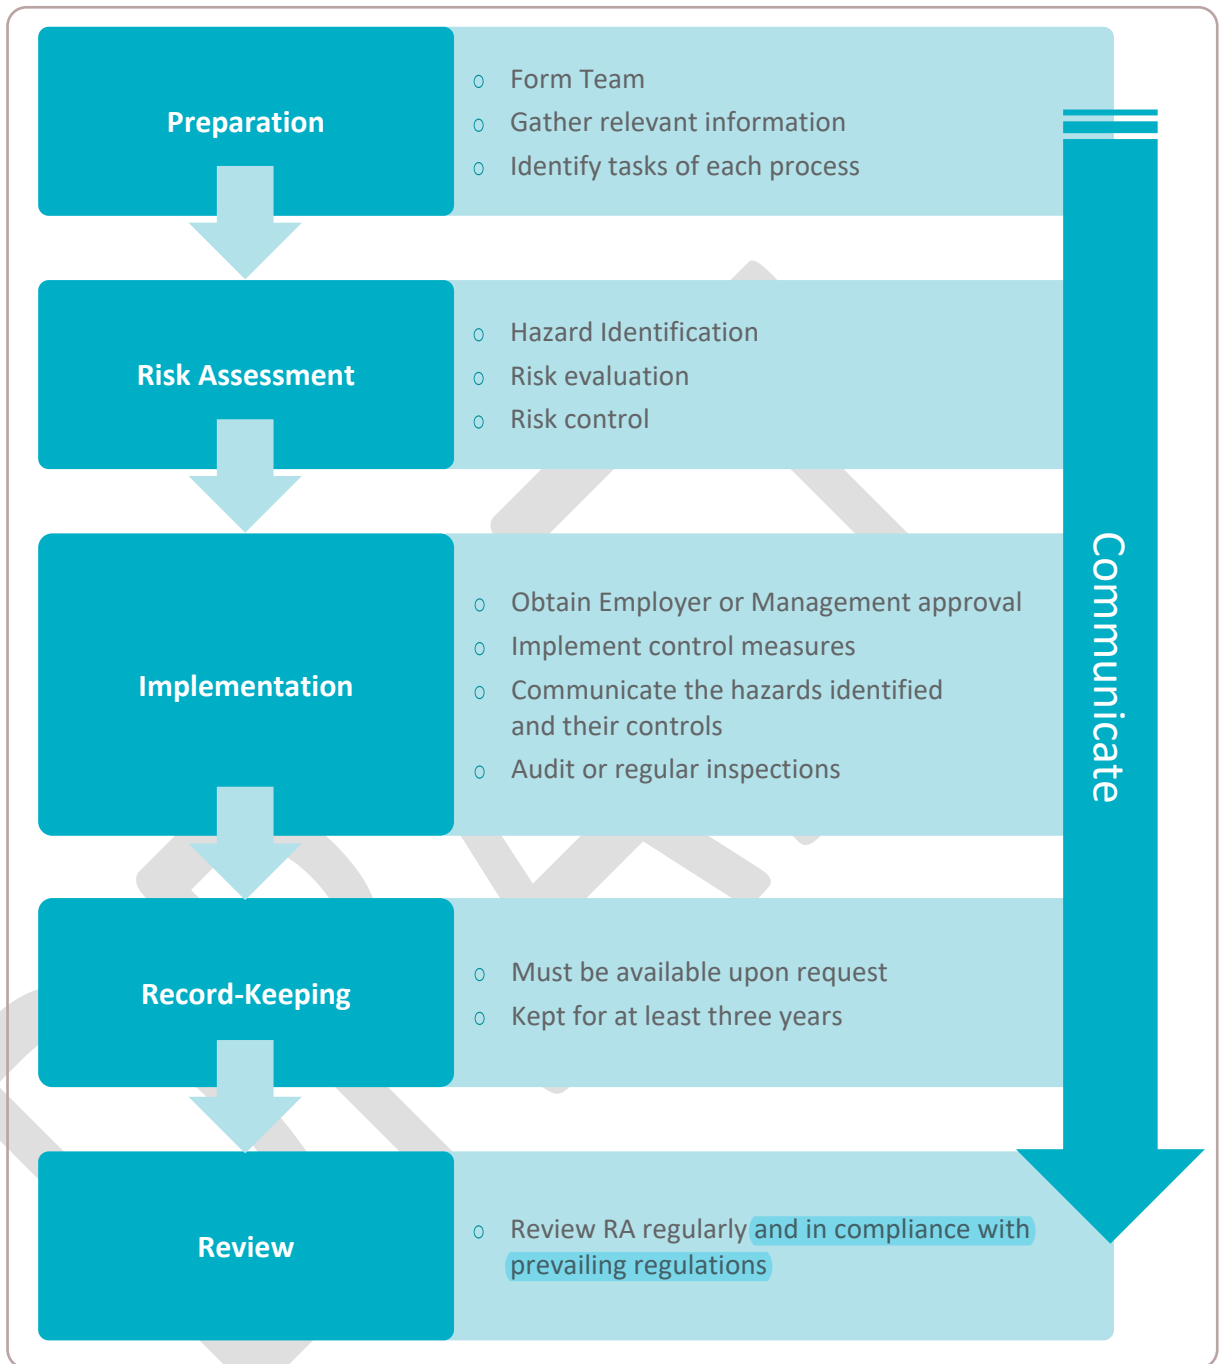 Preparation
Form Team
Gather relevant information
Identify tasks of each process
Risk Assessment
Hazard Identification
Risk evaluation
Risk control
Implementation
Obtain Employer or Management approval
Implement control measures
Communicate the hazards identified
and their controls
Audit or regular inspections
Record-Keeping
Must be available upon request
Kept for at least three years
Review
Review RA regularly and in compliance with
prevailing regulations
Communicate